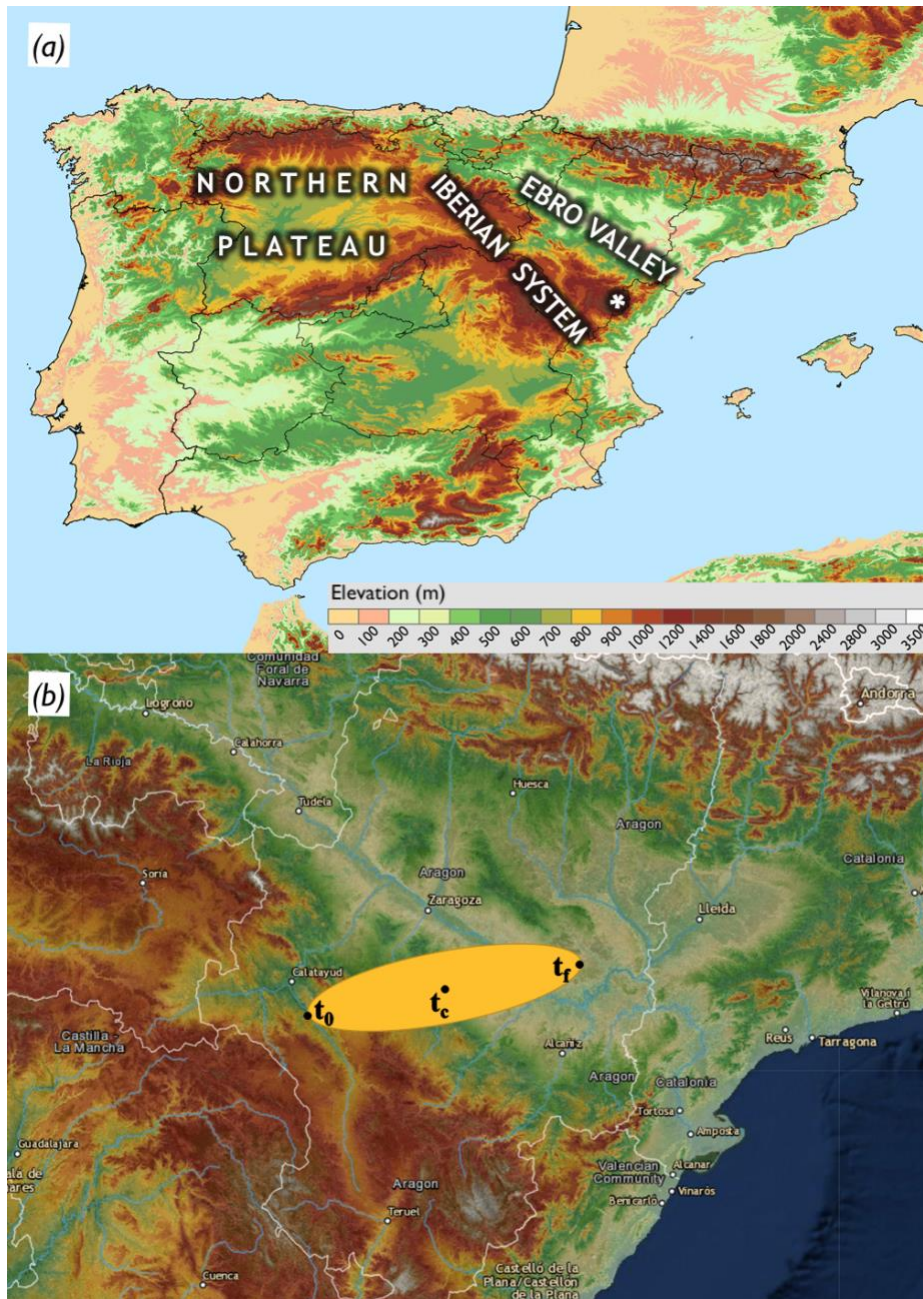 (a)
NORTHERN
PLATEAU
IBERIAN SYSTEM
EBRO VALLEY
*
Elevation (m)
0 100 200 300 400 500 600 700 800 900 1000 1200 1400 1600 1800 2000 2400 2800 3000 3500
(b)
Comunidad
Foral de
Navarra
Logrono
Andorra
Calahorra
La Rioja
Huesca
Tudela
Aragon
Catalonia
Soria
Aragon
Zaragoza
Lleida
Calatayud
t0
tc
tf
Castilla -
La Mancha
Vilanova i
la Geltrú
Reus
Tarragona
Alcañiz
Aragon
Catalonia
Tortosa
Amposta
Guadalajara
Valencian
Community
Alcanar
Vinaròs
Benicarló
Aragon
Teruel
Cuenca
Castelló de la
Plana/Castellon
de la Plana